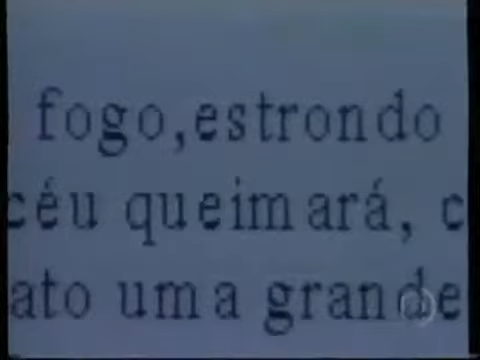 fogo,estrondo
céu queimará, c
ato uma grande